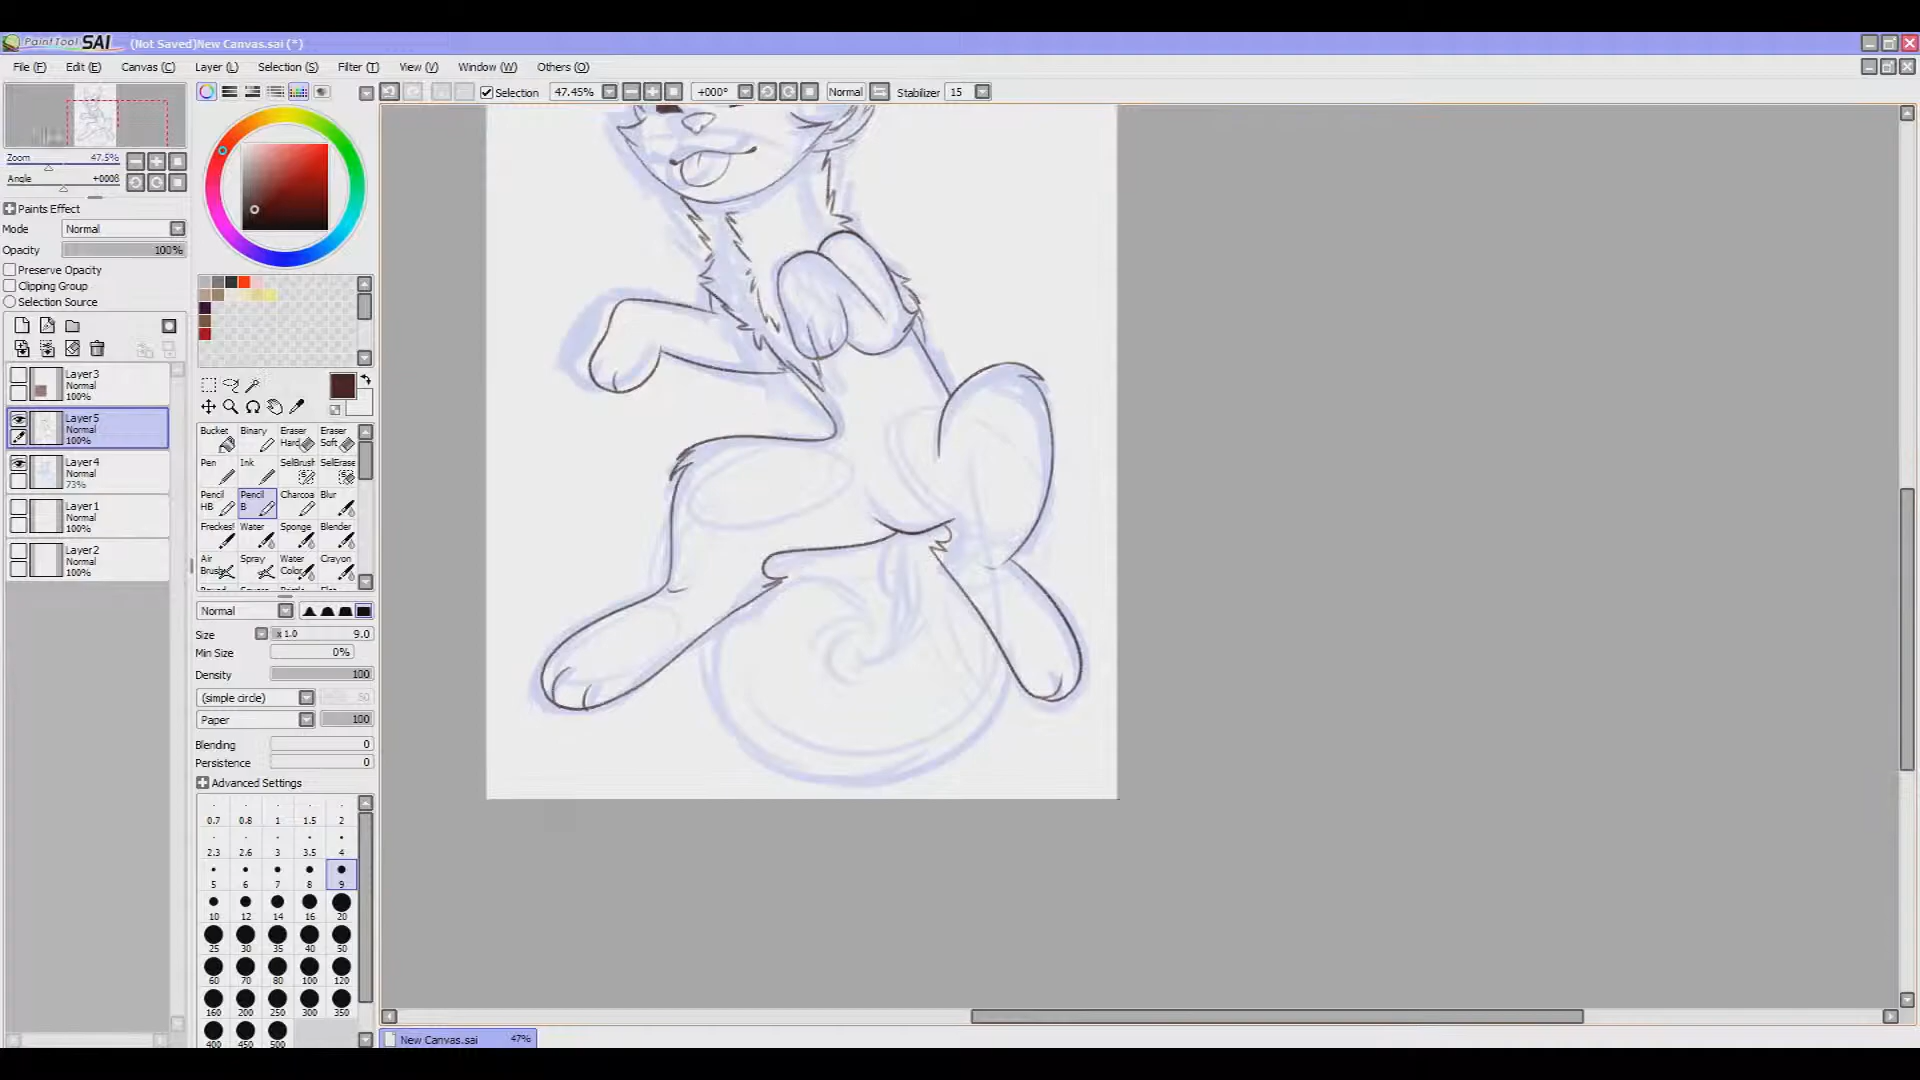 PaintTool SAI (Not Saved)New Canvas.sai (*)
File (F) Edit (E) Canvas (C) Layer (L) Selection (S) Filter (T) View (V) Window (W) Others (O)
Selection 47.45% +000° Normal Stabilizer 15
Zoom 47.5%
Angle +000θ
Paints Effect
Mode Normal
Opacity 100%
Preserve Opacity
Clipping Group
Selection Source
Layer3
Normal
100%
Layer5
Normal
100%
Layer4
Normal
73%
Layer1
Normal
100%
Layer2
Normal
100%
Bucket Binary Eraser Hard Eraser Soft
Pen Ink SelBrush SelErase
Pencil HB Pencil B Charcoa Blur
Freckes! Water Sponge Blender
Air Brush Spray Water Color Crayon
Normal
Size x 1.0 9.0
Min Size 0%
Density 100
(simple circle) 50
Paper 100
Blending 0
Persistence 0
Advanced Settings
0.7 0.8 1 1.5 2
2.3 2.6 3 3.5 4
5 6 7 8 9
10 12 14 16 20
25 30 35 40 50
60 70 80 100 120
160 200 250 300 350
400 450 500
New Canvas.sai 47%